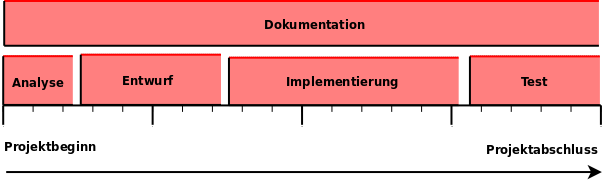 Dokumentation
Analyse
Entwurf
Implementierung
Test
Projektbeginn
Projektabschluss